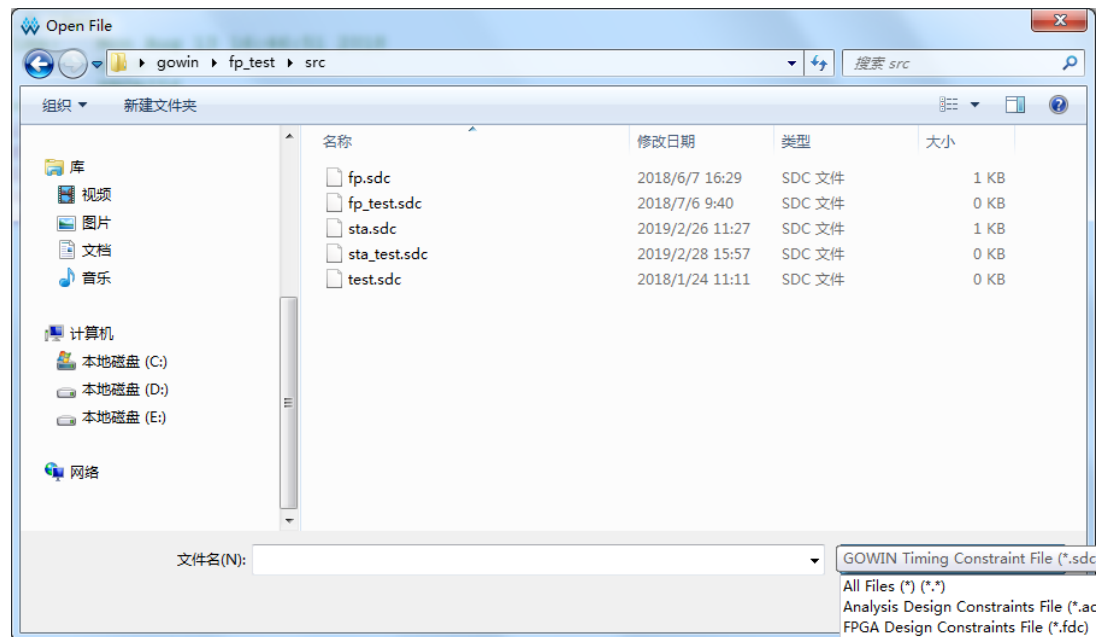 Open File
gowin fp_test src
搜索 src
组织 新建文件夹
名称 修改日期 类型 大小
库
视频
图片
文档
音乐
计算机
本地磁盘 (C:)
本地磁盘 (D:)
本地磁盘 (E:)
网络
fp.sdc 2018/6/7 16:29 SDC 文件 1 KB
fp_test.sdc 2018/7/6 9:40 SDC 文件 0 KB
sta.sdc 2019/2/26 11:27 SDC 文件 1 KB
sta_test.sdc 2019/2/28 15:57 SDC 文件 0 KB
test.sdc 2018/1/24 11:11 SDC 文件 0 KB
文件名(N):
GOWIN Timing Constraint File (*.sdc
All Files (*) (*.*)
Analysis Design Constraints File (*.ac
FPGA Design Constraints File (*.fdc)